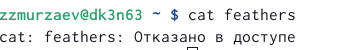 zzmurzaev@dk3n63 ~ $ cat feathers
cat: feathers: Отказано в доступе